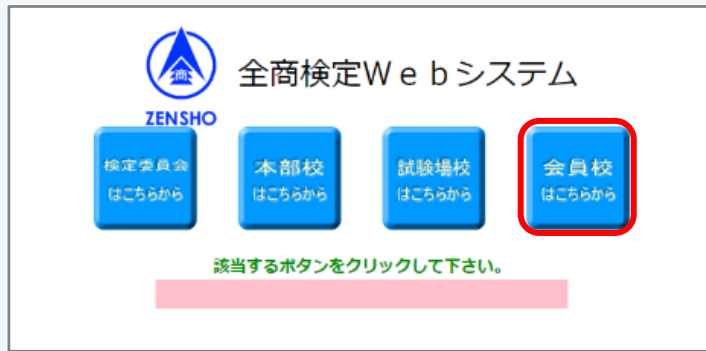 商
ZENSHO
全商検定Ｗｅｂシステム
検定委員会
はこちらから
本部校
はこちらから
試験場校
はこちらから
会員校
はこちらから
該当するボタンをクリックして下さい。